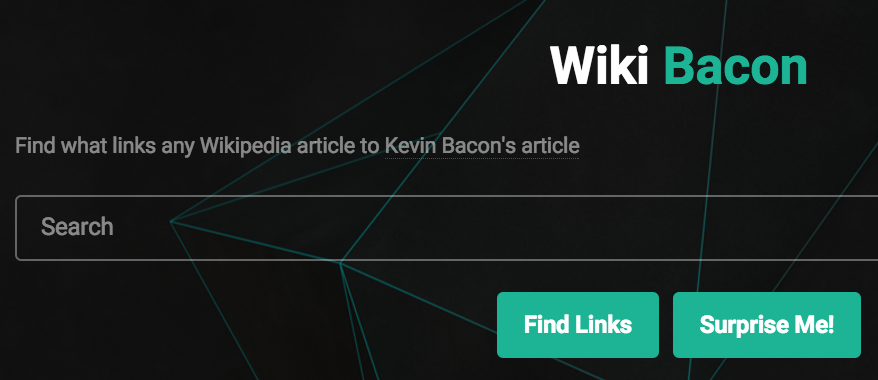 Wiki Bacon
Find what links any Wikipedia article to Kevin Bacon's article
Search
Find Links
Surprise Me!